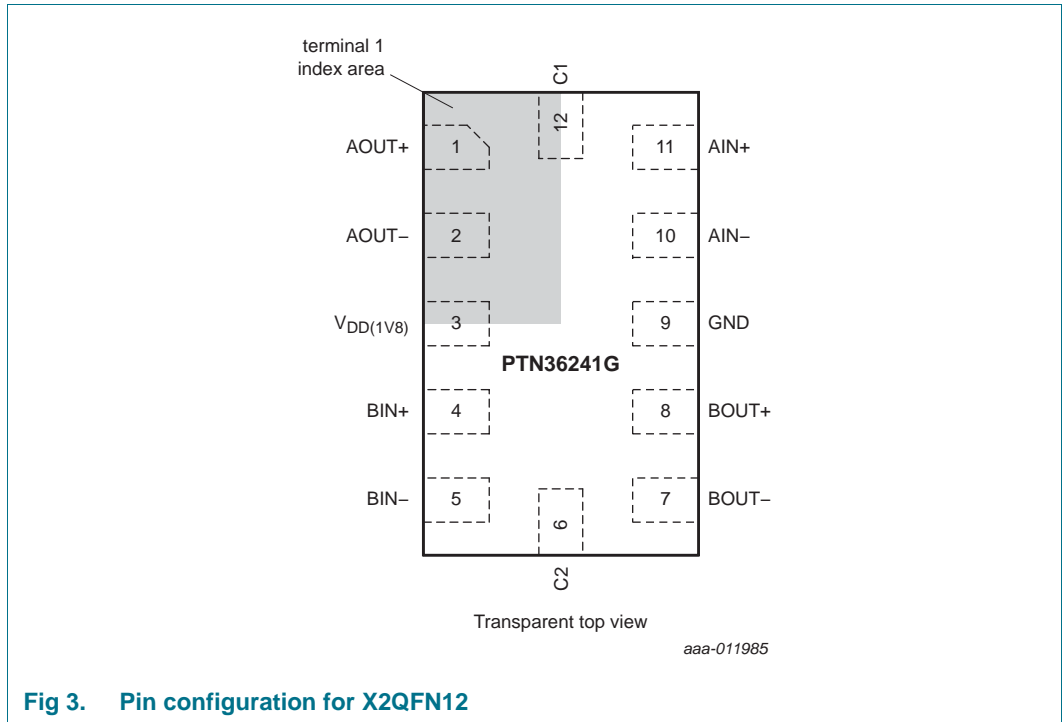 terminal 1
index area
C1
AOUT+ 1 12 11 AIN+
AOUT− 2 10 AIN−
VDD(1V8) 3 9 GND
PTN36241G
BIN+ 4 8 BOUT+
BIN− 5 6 7 BOUT−
C2
Transparent top view
aaa-011985
Fig 3. Pin configuration for X2QFN12